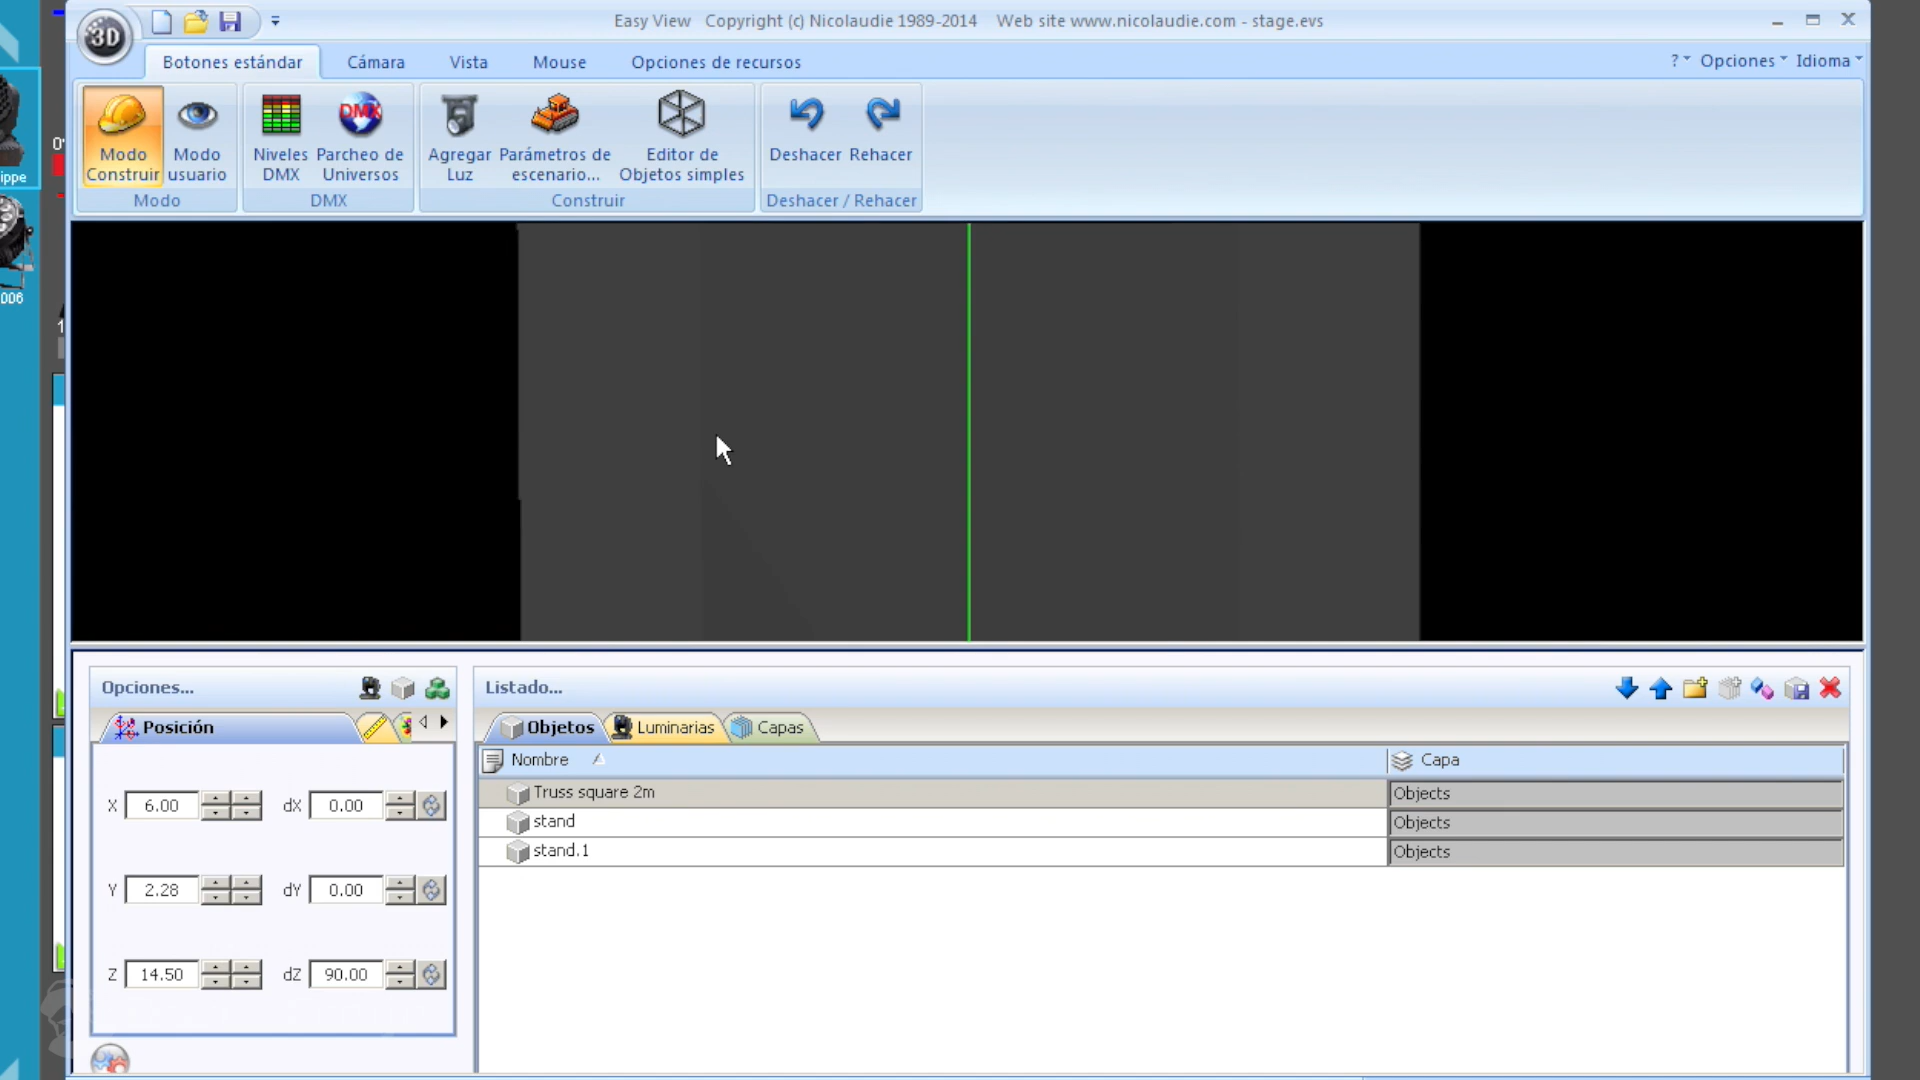 Easy View   Copyright (c) Nicolaudie 1989-2014    Web site www.nicolaudie.com - stage.evs
3D
Botones estándar Cámara Vista Mouse Opciones de recursos ? Opciones Idioma
Modo Construir
Modo usuario
Niveles DMX
DMX
Parcheo de Universos
Agregar Luz
Parámetros de escenario...
Editor de Objetos simples
Deshacer Rehacer
Modo DMX Construir Deshacer / Rehacer
ippe
006
Opciones...
Posición
X 6.00 dX 0.00
Y 2.28 dY 0.00
Z 14.50 dZ 90.00
Listado...
Objetos Luminarias Capas
Nombre Capa
Truss square 2m Objects
stand Objects
stand.1 Objects